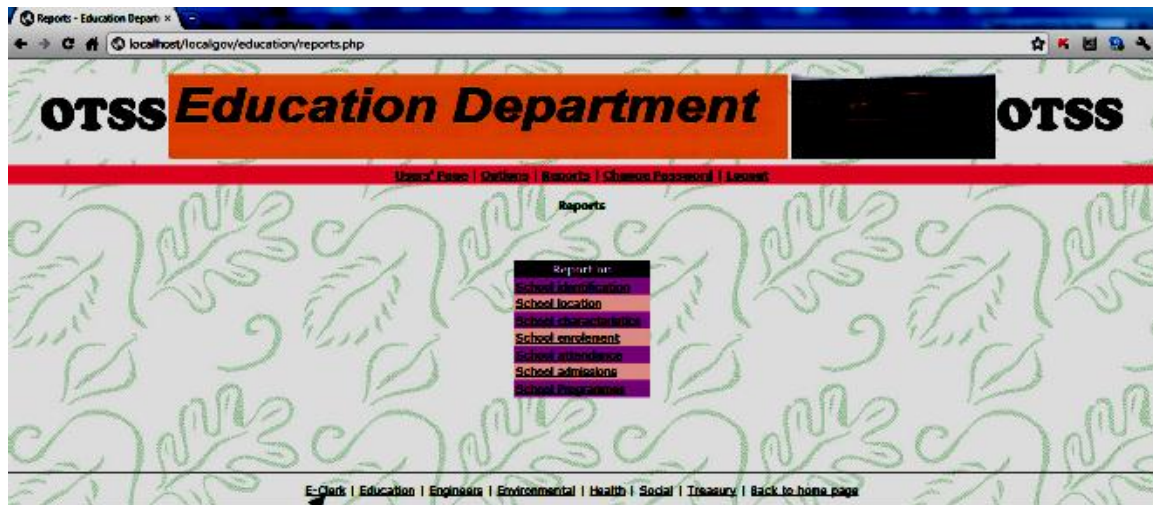 Reports - Education Departı ×
localhost/localgov/education/reports.php
OTSS Education Department OTSS
Users' Page | Options | Reports | Change Password | Logout
Reports
Report on
School identification
School location
School characteristics
School enrolement
School attendence
School admissions
School Programmes
E-Clerk | Education | Engineers | Environmental | Health | Social | Treasury | Back to home page